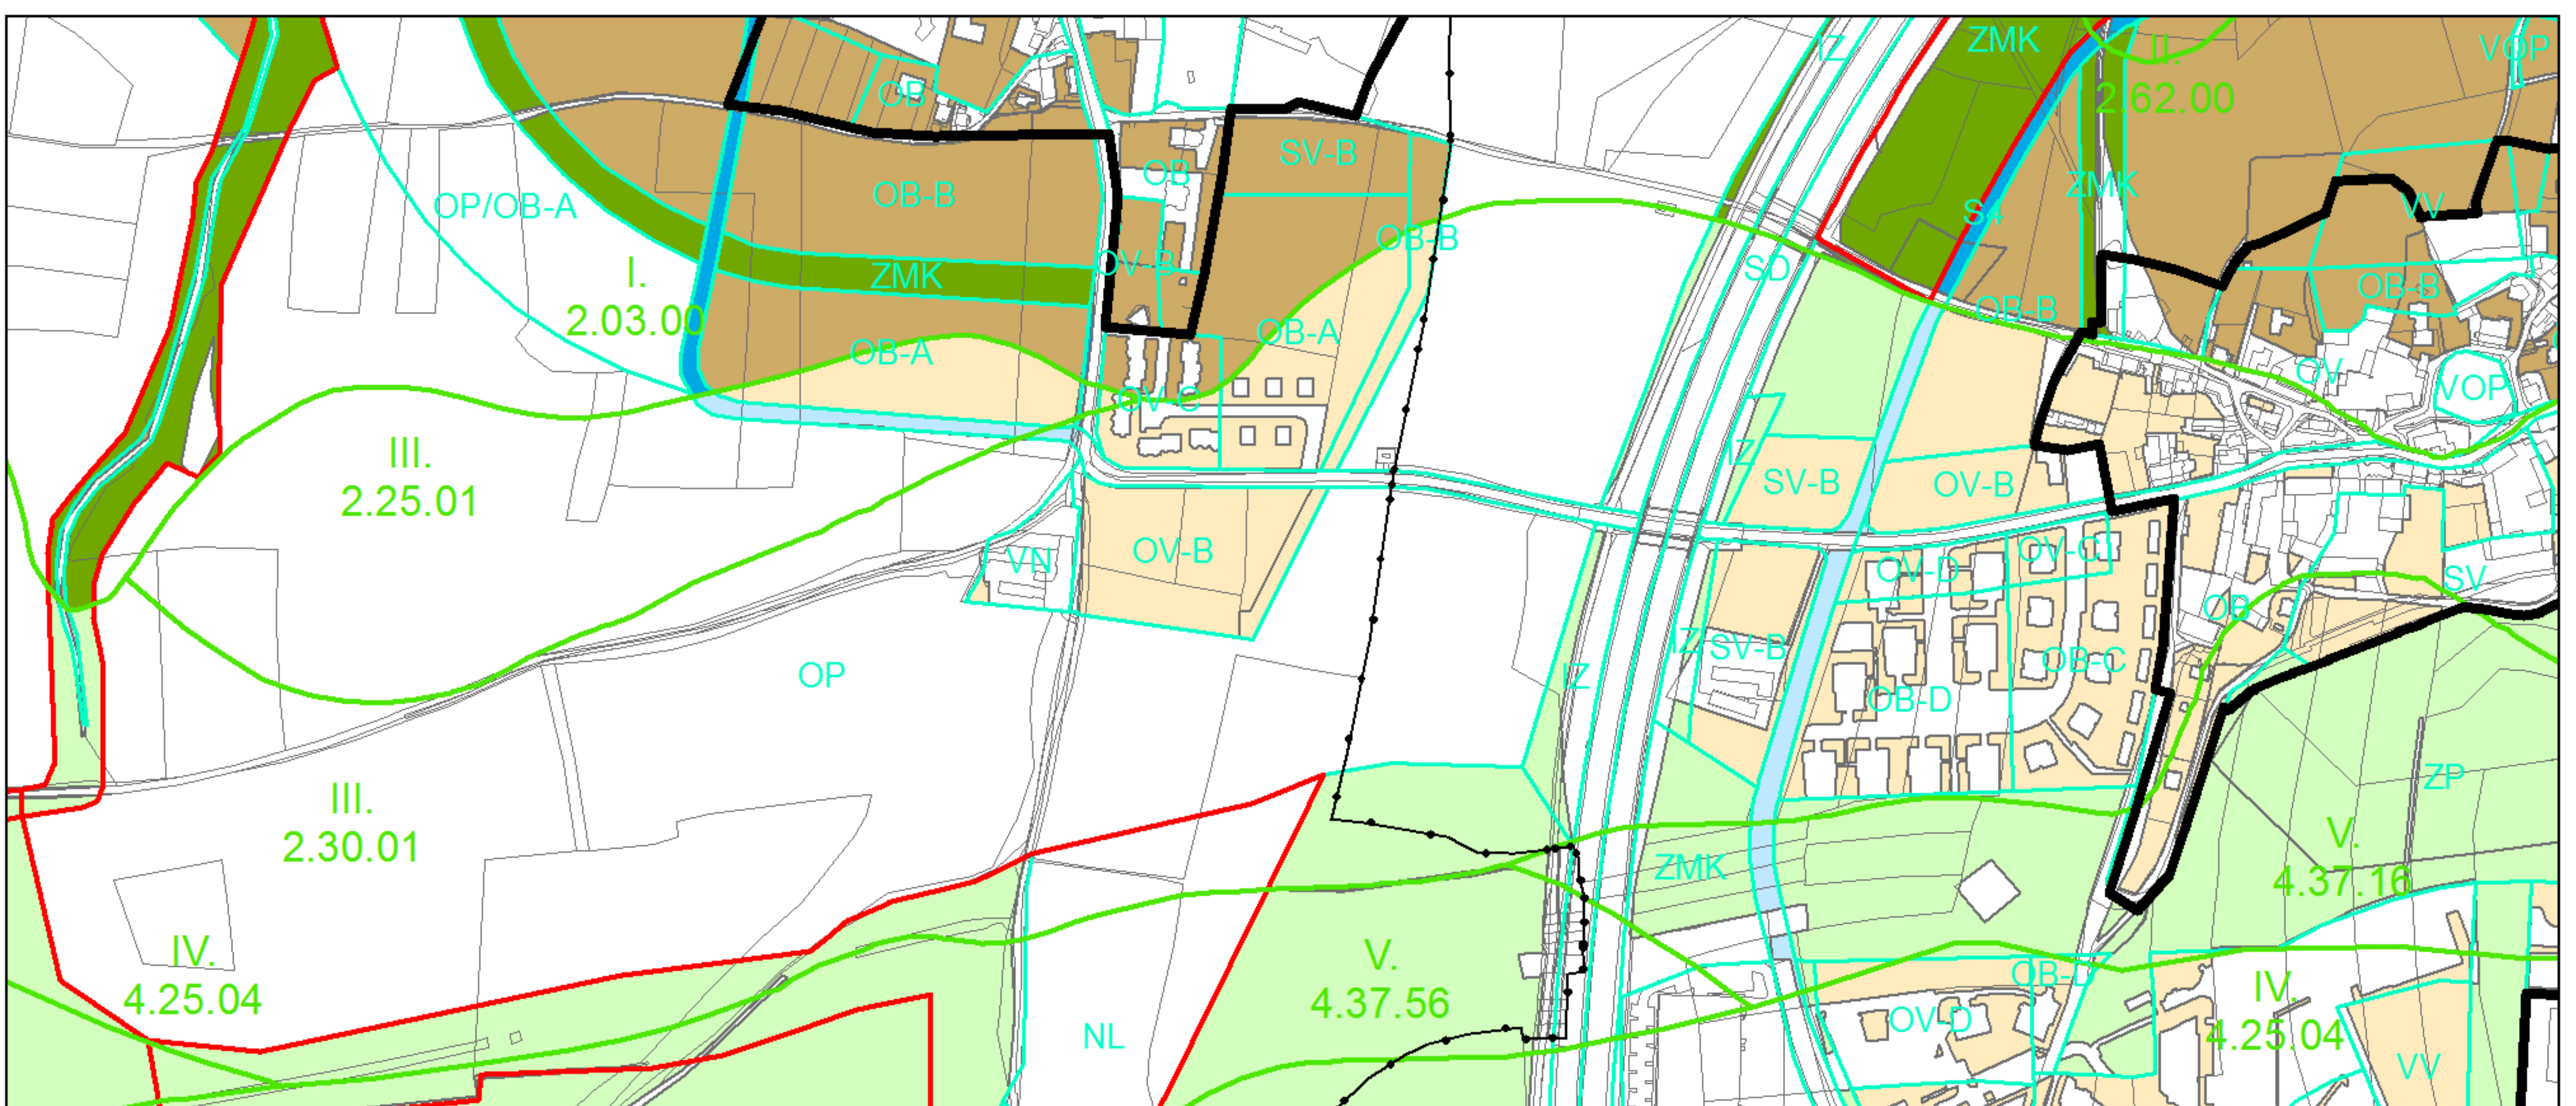 IZ
ZMK
II.
2.62.00
VOP
OB
SV-B
OB
ZMK
OB-B
OP/OB-A
S4
VV
OB-B
OV-B
I.
2.03.00
ZMK
SD
OB-B
OB-B
OB-A
OB-A
OV
VOP
OV-C
III.
2.25.01
IZ
SV-B
OV-B
VN
OV-B
OV-D
OV-C
SV
OB
IZ
SV-B
OB-C
OP
IZ
OB-D
III.
2.30.01
ZP
V.
4.37.16
ZMK
IV.
4.25.04
V.
4.37.56
OB-D
IV.
4.25.04
OV-D
NL
VV